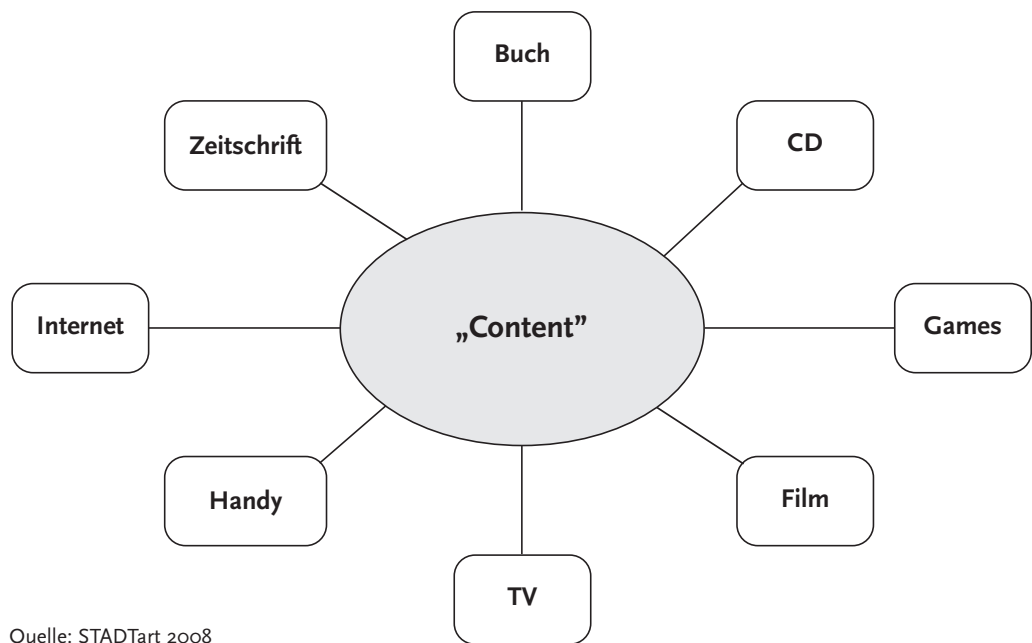 Buch
CD
Zeitschrift
Internet
„Content”
Games
Handy
Film
TV
Quelle: STADTart 2008